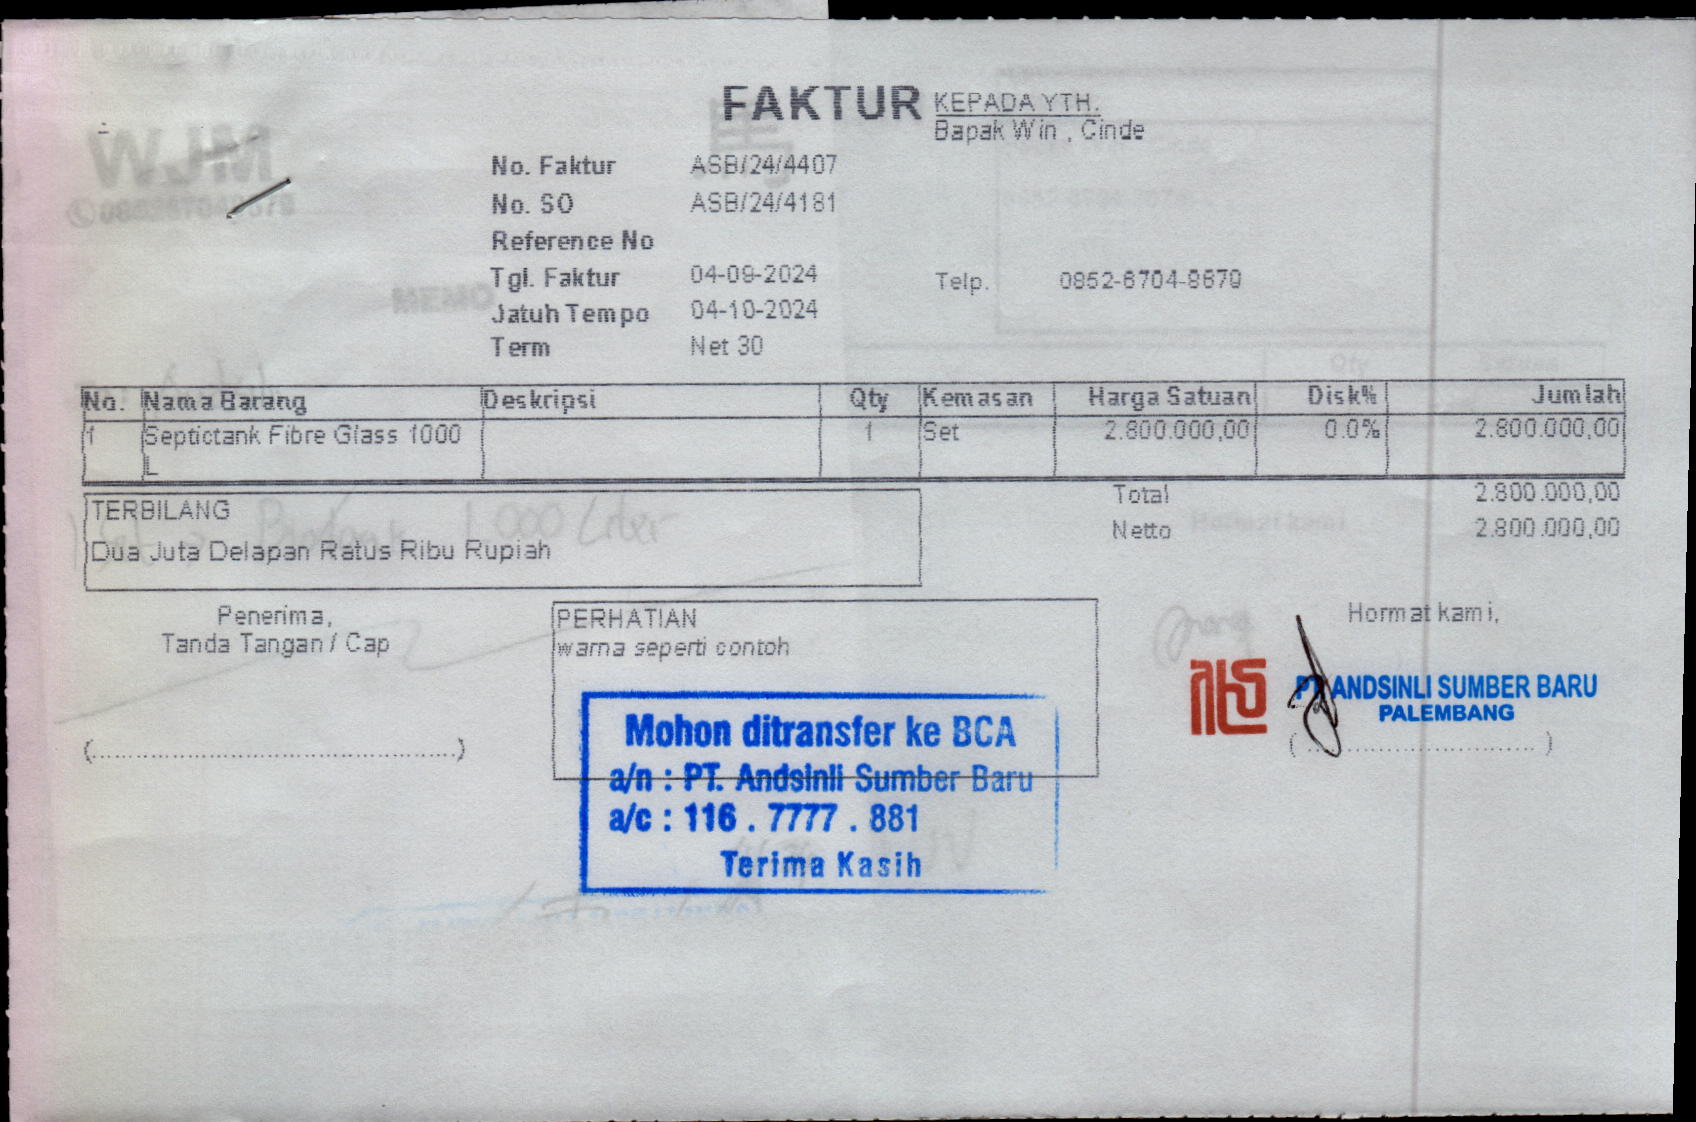 FAKTUR
KEPADA YTH.
Bapak Win , Cinde
WJM
No. Faktur ASB/24/4407
No. SO ASB/24/4181
Reference No
Tgl. Faktur 04-09-2024
Telp. 0852-6704-8679
MEMO
Jatuh Tempo 04-10-2024
Term Net 30
No. Nama Barang Deskripsi Qty Kemasan Harga Satuan Disk% Jumlah
1 Septictank Fibre Glass 1000 L 1 Set 2.800.000,00 0.0% 2.800.000,00
Total 2.800.000,00
Netto 2.800.000,00
TERBILANG
Dua Juta Delapan Ratus Ribu Rupiah
1000 Liter
Penerima,
Tanda Tangan / Cap
(........................................)
PERHATIAN
warna seperti contoh
Hormat kami,
PT. ANDSINLI SUMBER BARU
PALEMBANG
(........................................)
Mohon ditransfer ke BCA
a/n : PT. Andsinli Sumber Baru
a/c : 116 . 7777 . 881
Terima Kasih